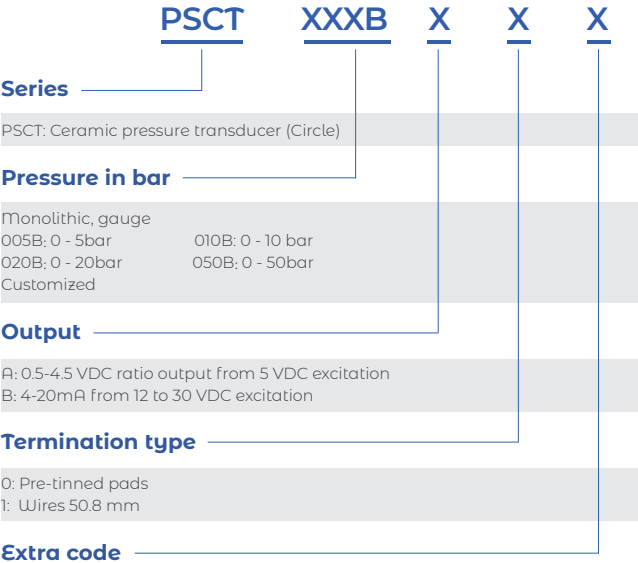 PSCT XXXB X X X
Series
PSCT: Ceramic pressure transducer (Circle)
Pressure in bar
Monolithic, gauge
005B: 0 - 5bar 010B: 0 - 10 bar
020B: 0 - 20bar 050B: 0 - 50bar
Customized
Output
A: 0.5-4.5 VDC ratio output from 5 VDC excitation
B: 4-20mA from 12 to 30 VDC excitation
Termination type
0: Pre-tinned pads
1: Wires 50.8 mm
Extra code